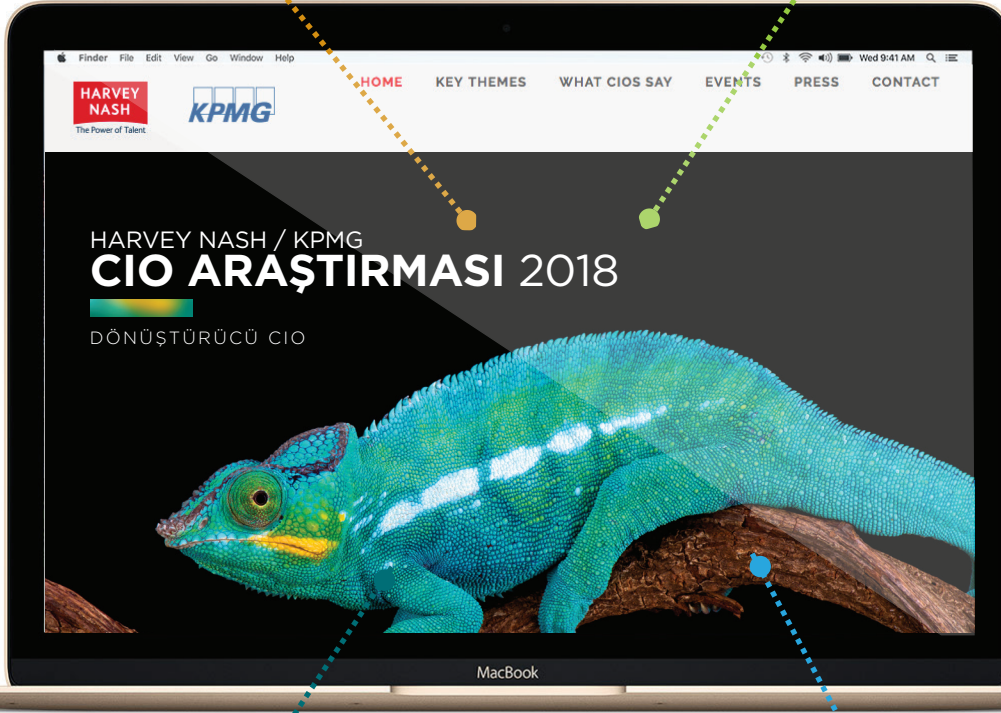 Finder File Edit View Go Window Help
Wed 9:41 AM
HARVEY
NASH
The Power of Talent
KPMG
HOME KEY THEMES WHAT CIOS SAY EVENTS PRESS CONTACT
HARVEY NASH / KPMG
CIO ARAŞTIRMASI 2018
DÖNÜŞTÜRÜCÜ CIO
MacBook